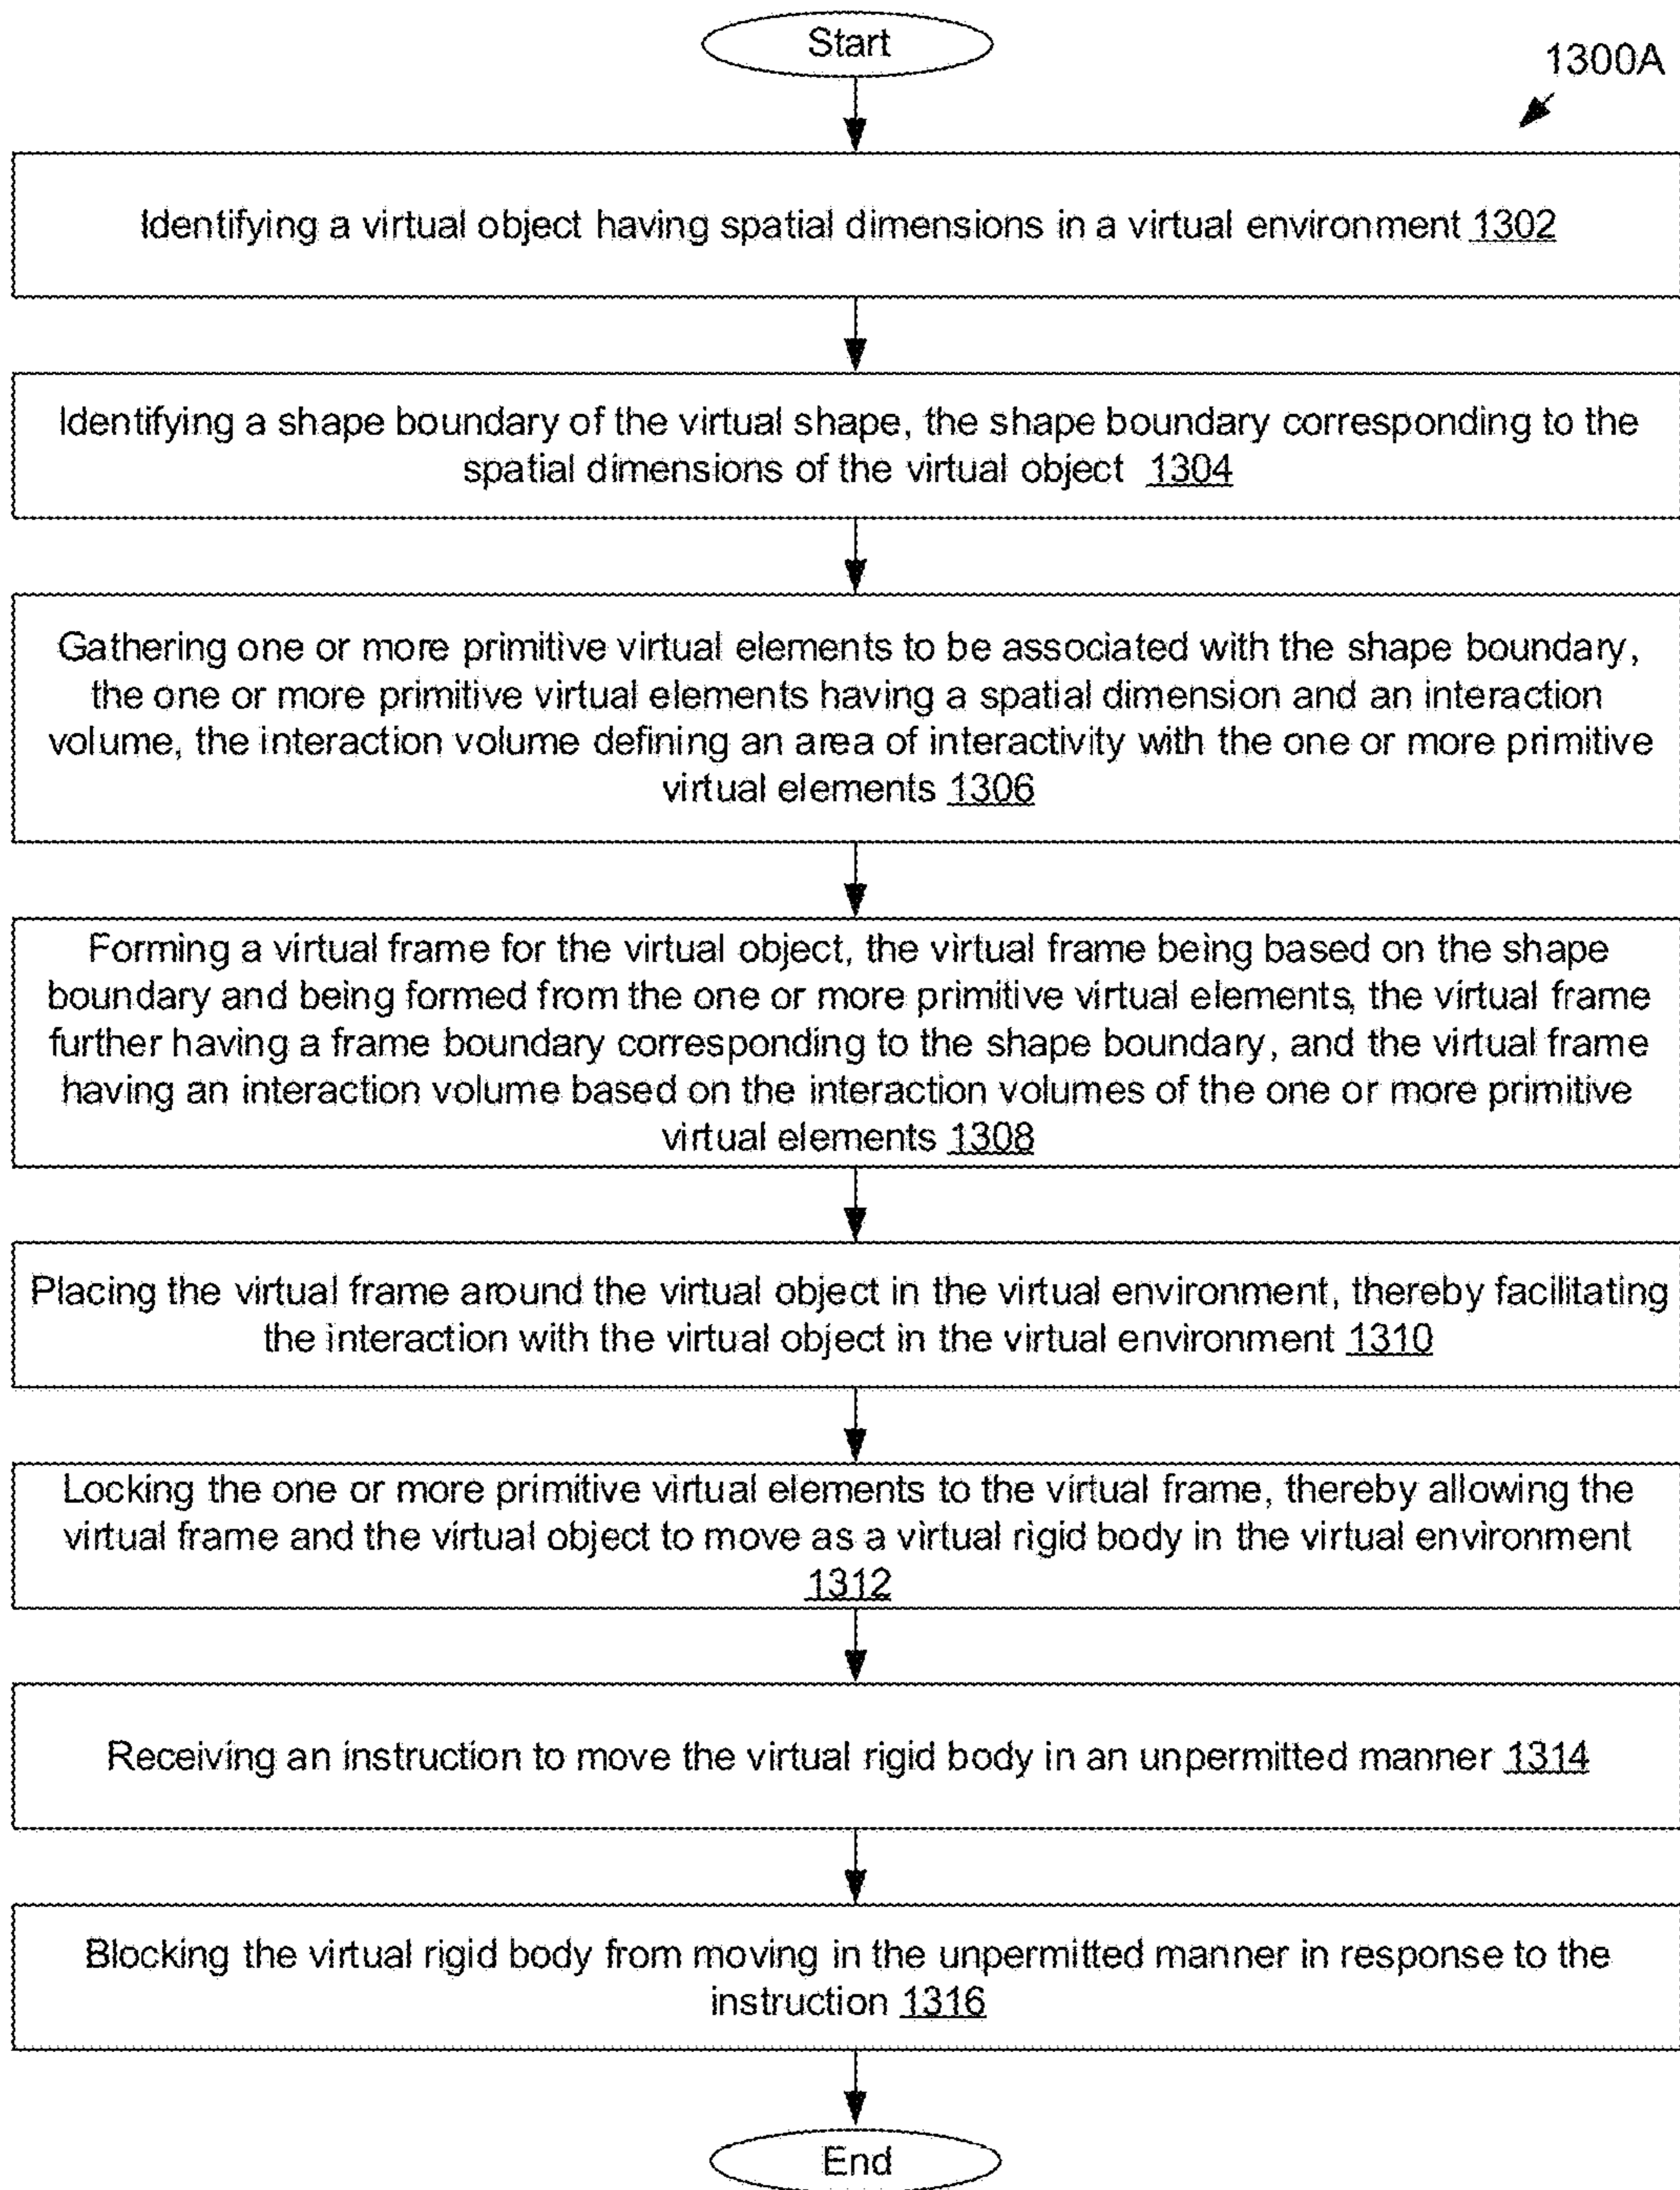 Start
1300A
Identifying a virtual object having spatial dimensions in a virtual environment 1302
Identifying a shape boundary of the virtual shape, the shape boundary corresponding to the
spatial dimensions of the virtual object 1304
Gathering one or more primitive virtual elements to be associated with the shape boundary,
the one or more primitive virtual elements having a spatial dimension and an interaction
volume, the interaction volume defining an area of interactivity with the one or more primitive
virtual elements 1306
Forming a virtual frame for the virtual object, the virtual frame being based on the shape
boundary and being formed from the one or more primitive virtual elements, the virtual frame
further having a frame boundary corresponding to the shape boundary, and the virtual frame
having an interaction volume based on the interaction volumes of the one or more primitive
virtual elements 1308
Placing the virtual frame around the virtual object in the virtual environment, thereby facilitating
the interaction with the virtual object in the virtual environment 1310
Locking the one or more primitive virtual elements to the virtual frame, thereby allowing the
virtual frame and the virtual object to move as a virtual rigid body in the virtual environment
1312
Receiving an instruction to move the virtual rigid body in an unpermitted manner 1314
Blocking the virtual rigid body from moving in the unpermitted manner in response to the
instruction 1316
End